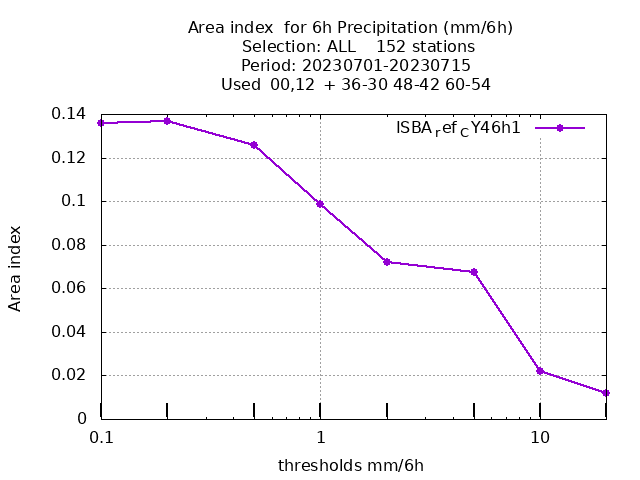 Area index  for 6h Precipitation (mm/6h)
Selection: ALL    152 stations
Period: 20230701-20230715
Used  00,12  + 36-30 48-42 60-54
ISBA_ref_CY46h1
0.14
0.12
0.1
0.08
0.06
0.04
0.02
0
Area index
0.1 1 10
thresholds mm/6h